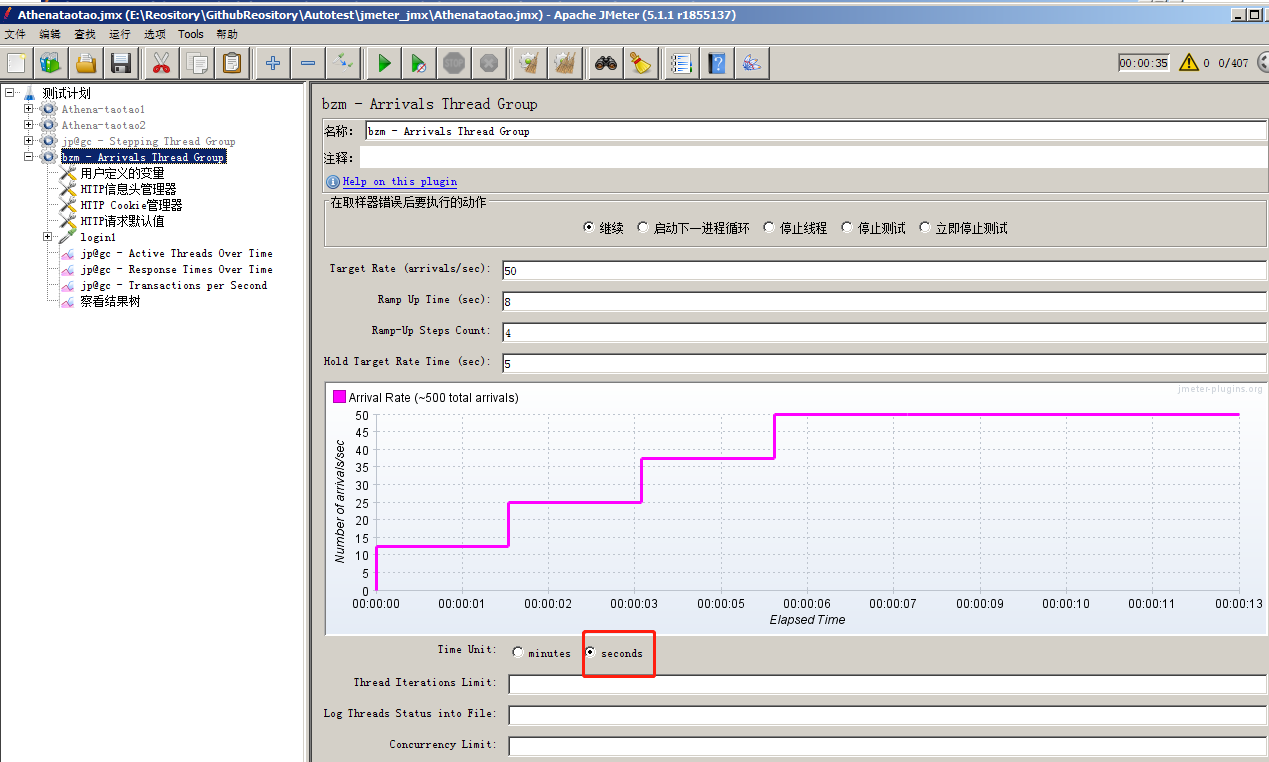 Athenataotao.jmx (E:\Reository\GithubReository\Autotest\jmeter_jmx\Athenataotao.jmx) - Apache JMeter (5.1.1 r1855137)
文件 编辑 查找 运行 选项 Tools 帮助
STOP
00:00:35 0 0/407
测试计划
Athena-taotao1
Athena-taotao2
jp@gc - Stepping Thread Group
bzm - Arrivals Thread Group
用户定义的变量
HTTP信息头管理器
HTTP Cookie管理器
HTTP请求默认值
login1
jp@gc - Active Threads Over Time
jp@gc - Response Times Over Time
jp@gc - Transactions per Second
察看结果树
bzm - Arrivals Thread Group
名称: bzm - Arrivals Thread Group
注释:
Help on this plugin
在取样器错误后要执行的动作
继续 启动下一进程循环 停止线程 停止测试 立即停止测试
Target Rate (arrivals/sec): 50
Ramp Up Time (sec): 8
Ramp-Up Steps Count: 4
Hold Target Rate Time (sec): 5
jmeter-plugins.org
Arrival Rate (~500 total arrivals)
50
45
40
35
30
25
20
15
10
5
0
Number of arrivals/sec
00:00:00 00:00:01 00:00:02 00:00:03 00:00:05 00:00:06 00:00:07 00:00:09 00:00:10 00:00:11 00:00:13
Elapsed Time
Time Unit: minutes seconds
Thread Iterations Limit:
Log Threads Status into File:
Concurrency Limit: